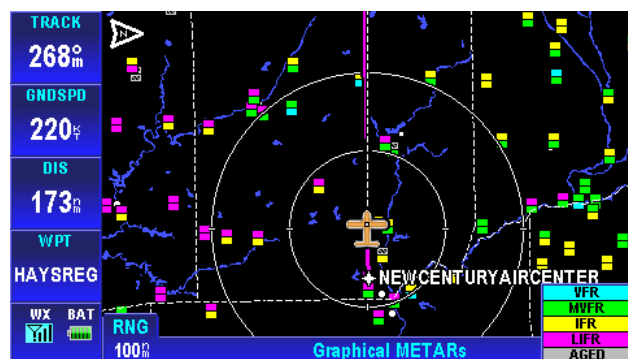 TRACK
268°m
GNDSPD
220KT
DIS
173nm
WPT
HAYSREG
WX BAT
RNG
100nm
N
NEWCENTURYAIRCENTER
Graphical METARs
VFR
MVFR
IFR
LIFR
AGED